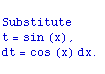 Substitute
t = sin (x),
dt = cos (x) dx.